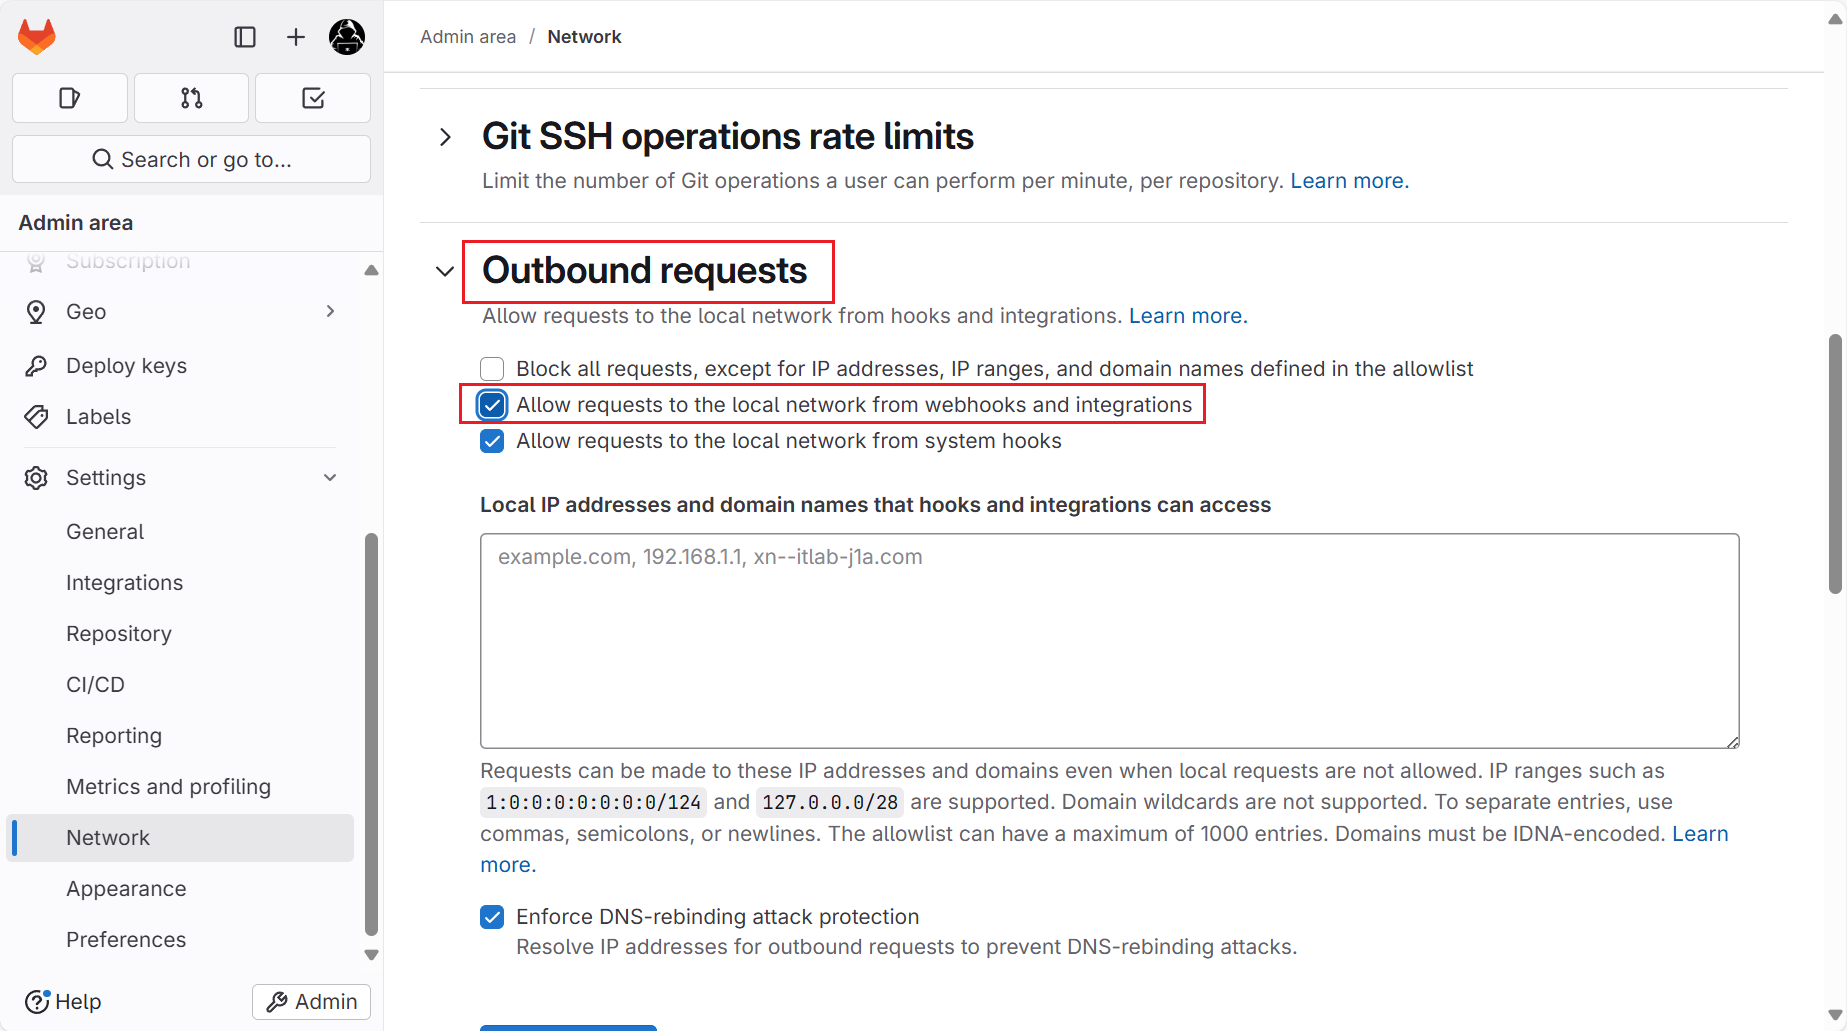 Admin area / Network
Search or go to...
Admin area
Subscription
Geo
Deploy keys
Labels
Settings
General
Integrations
Repository
CI/CD
Reporting
Metrics and profiling
Network
Appearance
Preferences
Help
Admin
Git SSH operations rate limits
Limit the number of Git operations a user can perform per minute, per repository. Learn more.
Outbound requests
Allow requests to the local network from hooks and integrations. Learn more.
Block all requests, except for IP addresses, IP ranges, and domain names defined in the allowlist
Allow requests to the local network from webhooks and integrations
Allow requests to the local network from system hooks
Local IP addresses and domain names that hooks and integrations can access
example.com, 192.168.1.1, xn--itlab-j1a.com
Requests can be made to these IP addresses and domains even when local requests are not allowed. IP ranges such as
1:0:0:0:0:0:0:0/124 and 127.0.0.0/28 are supported. Domain wildcards are not supported. To separate entries, use
commas, semicolons, or newlines. The allowlist can have a maximum of 1000 entries. Domains must be IDNA-encoded. Learn
more.
Enforce DNS-rebinding attack protection
Resolve IP addresses for outbound requests to prevent DNS-rebinding attacks.